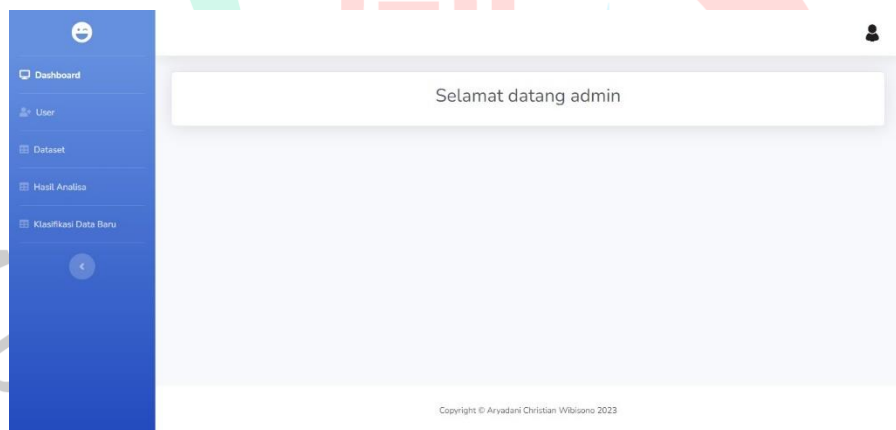 Dashboard
User
Dataset
Hasil Analisa
Klasifikasi Data Baru
Selamat datang admin
Copyright © Aryadani Christian Wibisono 2023